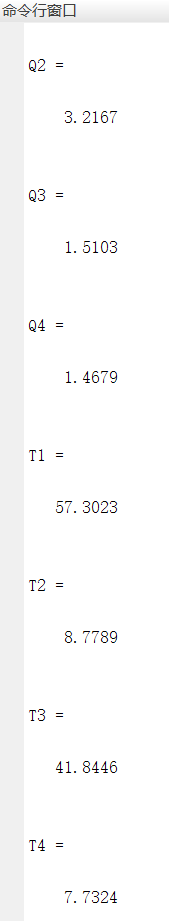 命令行窗口
Q2 =
3.2167
Q3 =
1.5103
Q4 =
1.4679
T1 =
57.3023
T2 =
8.7789
T3 =
41.8446
T4 =
7.7324